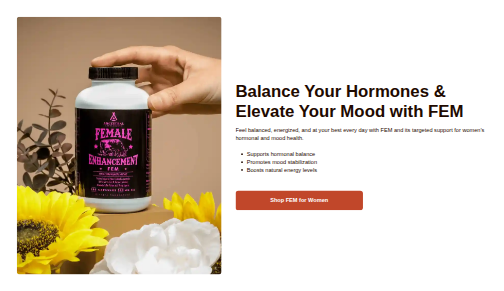 FEMALE
ENHANCEMENT
FEM
Balance Your Hormones &
Elevate Your Mood with FEM
Feel balanced, energized, and at your best every day with FEM and its targeted support for women's
hormonal and mood health.
• Supports hormonal balance
• Promotes mood stabilization
• Boosts natural energy levels
Shop FEM for Women